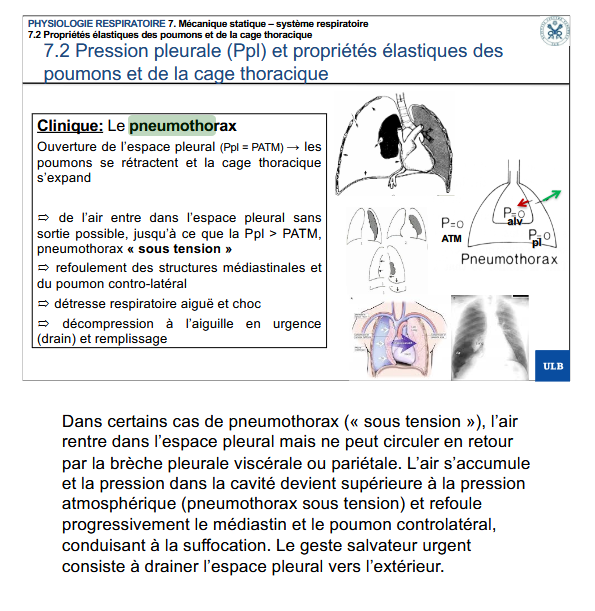 PHYSIOLOGIE RESPIRATOIRE 7. Mécanique statique – système respiratoire
7.2 Propriétés élastiques des poumons et de la cage thoracique
7.2 Pression pleurale (Ppl) et propriétés élastiques des
poumons et de la cage thoracique
Clinique: Le pneumothorax
Ouverture de l'espace pleural (Ppl = PATM) → les
poumons se rétractent et la cage thoracique
s'expand
⇨ de l'air entre dans l'espace pleural sans
sortie possible, jusqu'à ce que la Ppl > PATM,
pneumothorax « sous tension »
⇨ refoulement des structures médiastinales et
du poumon contro-latéral
⇨ détresse respiratoire aiguë et choc
⇨ décompression à l'aiguille en urgence
(drain) et remplissage
P=0
ATM
P=0
alv
P=0
pl
Pneumothorax
ULB
Dans certains cas de pneumothorax (« sous tension »), l'air
rentre dans l'espace pleural mais ne peut circuler en retour
par la brèche pleurale viscérale ou pariétale. L'air s'accumule
et la pression dans la cavité devient supérieure à la pression
atmosphérique (pneumothorax sous tension) et refoule
progressivement le médiastin et le poumon controlatéral,
conduisant à la suffocation. Le geste salvateur urgent
consiste à drainer l'espace pleural vers l'extérieur.